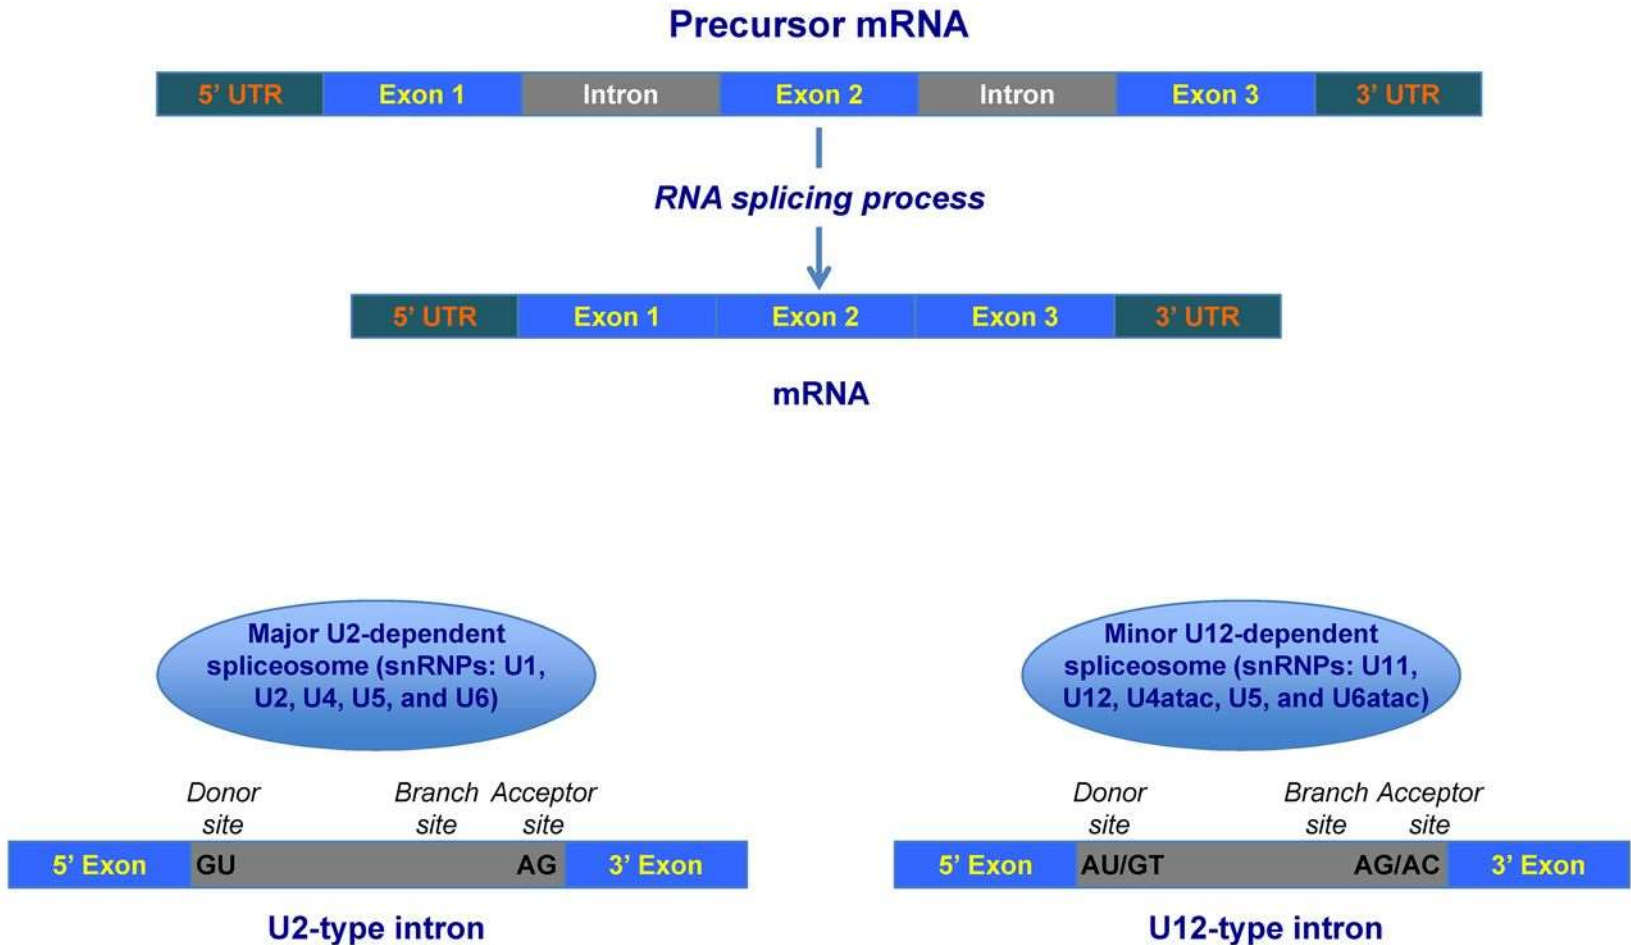 Precursor mRNA
5’ UTR Exon 1 Intron Exon 2 Intron Exon 3 3’ UTR
RNA splicing process
5’ UTR Exon 1 Exon 2 Exon 3 3’ UTR
mRNA
Major U2-dependent
spliceosome (snRNPs: U1,
U2, U4, U5, and U6)
Donor
site
Branch
site
Acceptor
site
5’ Exon GU AG 3’ Exon
U2-type intron
Minor U12-dependent
spliceosome (snRNPs: U11,
U12, U4atac, U5, and U6atac)
Donor
site
Branch
site
Acceptor
site
5’ Exon AU/GT AG/AC 3’ Exon
U12-type intron